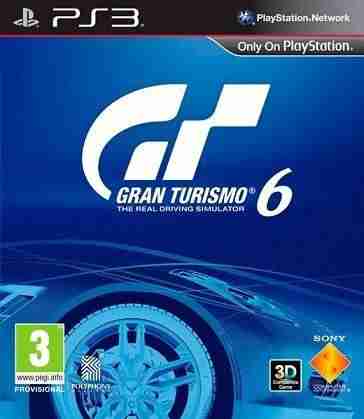 PS3
PlayStation.Network
Only On PlayStation.
GT
GRAN TURISMO® 6
THE REAL DRIVING SIMULATOR
3
www.pegi.info
PROVISIONAL
POLYPHONY
3D
SONY
COMPUTER